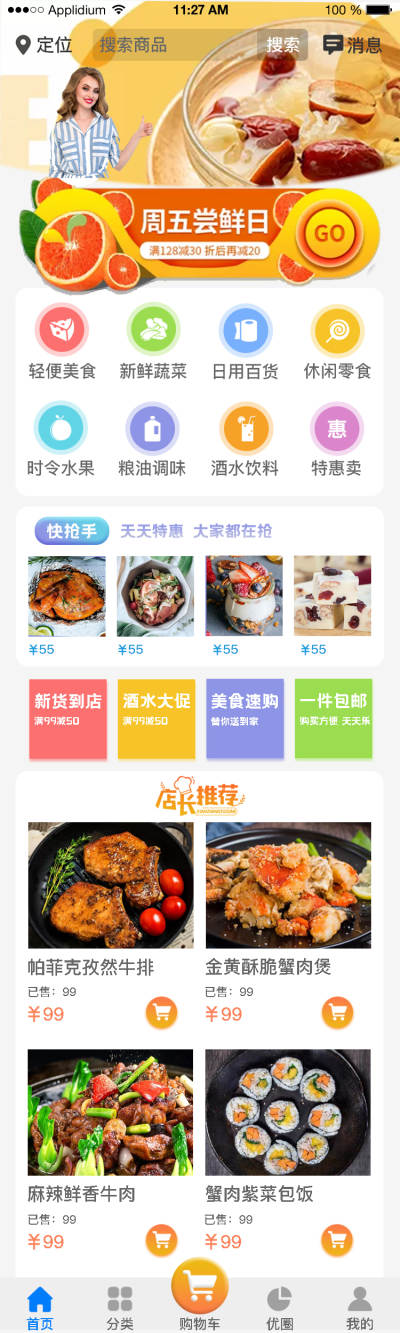 Applidium 11:27 AM 100 %
定位 搜索商品 搜索 消息
周五尝鲜日
满128减30 折后再减20
GO
轻便美食 新鲜蔬菜 日用百货 休闲零食
惠
时令水果 粮油调味 酒水饮料 特惠卖
快抢手 天天特惠 大家都在抢
¥55 ¥55 ¥55 ¥55
新货到店 酒水大促 美食速购 一件包邮
满99减50 满99减50 替你送到家 购买方便 天天乐
店长推荐
帕菲克孜然牛排 金黄酥脆蟹肉煲
已售：99 已售：99
¥99 ¥99
麻辣鲜香牛肉 蟹肉紫菜包饭
已售：99 已售：99
¥99 ¥99
首页 分类 购物车 优圈 我的